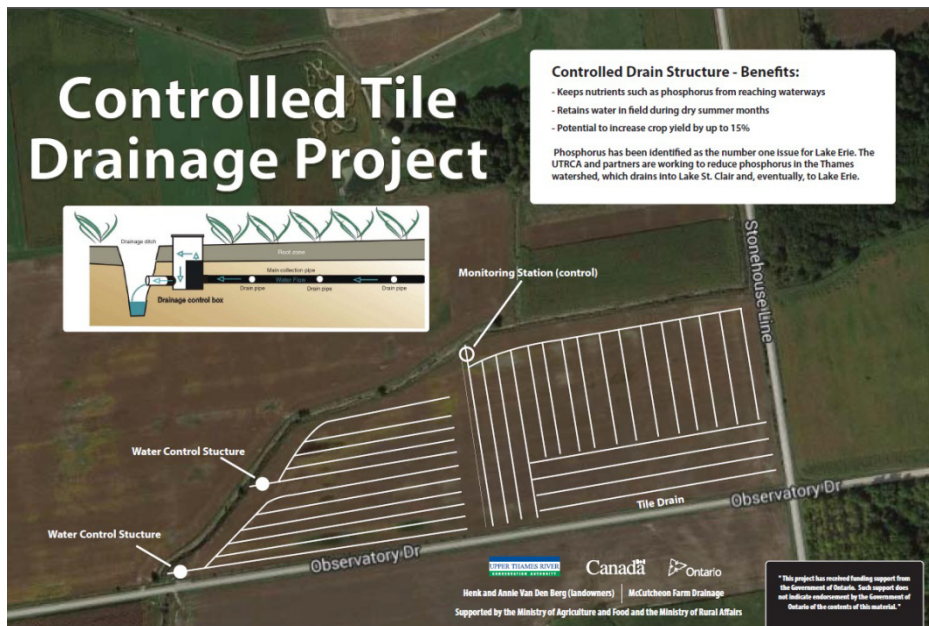 Controlled Tile
Drainage Project
Controlled Drain Structure - Benefits:
- Keeps nutrients such as phosphorus from reaching waterways
- Retains water in field during dry summer months
- Potential to increase crop yield by up to 15%
Phosphorus has been identified as the number one issue for Lake Erie. The
UTRCA and partners are working to reduce phosphorus in the Thames
watershed, which drains into Lake St. Clair and, eventually, to Lake Erie.
Drainage ditch
Root zone
Main collection pipe
Water Pipe
Drain pipe
Drain pipe
Drain pipe
Drainage control box
Monitoring Station (control)
Stonehouse Line
Water Control Stucture
Water Control Stucture
Tile Drain
Observatory Dr
Observatory Dr
UPPER THAMES RIVER
CONSERVATION AUTHORITY
Canada
Ontario
Henk and Annie Van Den Berg (landowners) McCutcheon Farm Drainage
Supported by the Ministry of Agriculture and Food and the Ministry of Rural Affairs
" This project has received funding support from
the Government of Ontario. Such support does
not indicate endorsement by the Government of
Ontario of the contents of this material. "